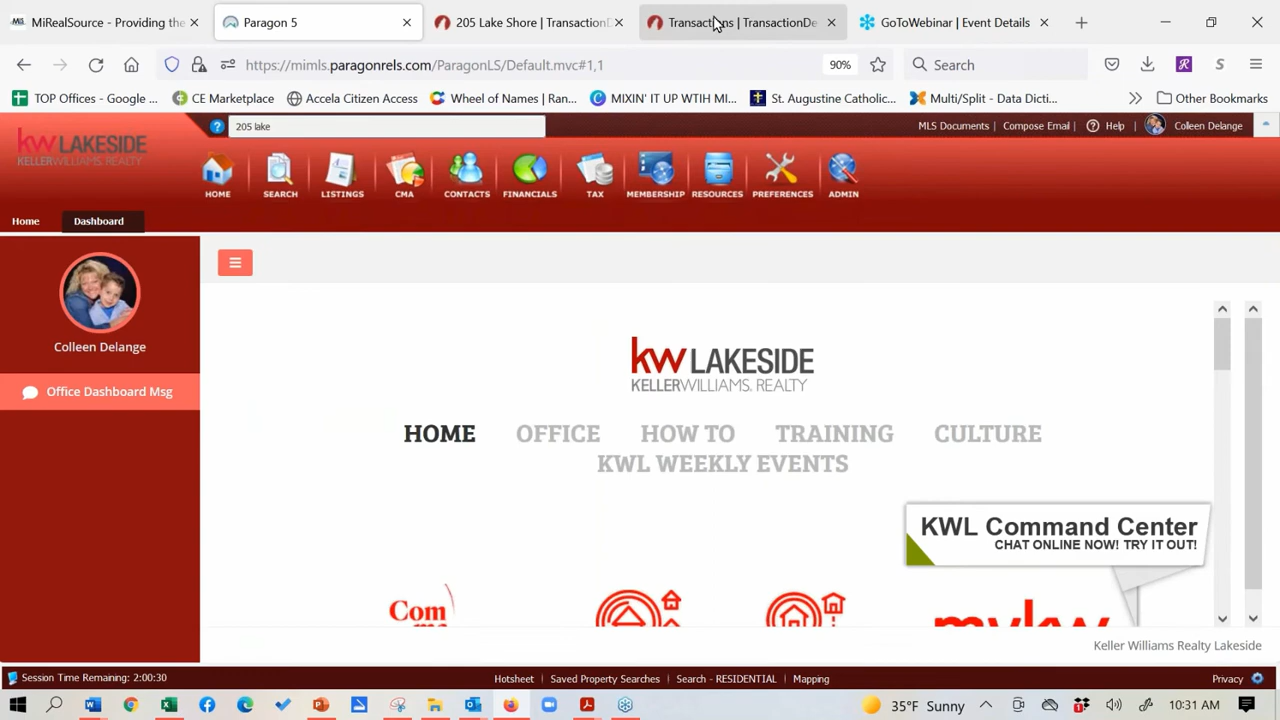 MiRealSource - Providing the
Paragon 5
205 Lake Shore | TransactionD
Transactions | TransactionDe
GoToWebinar | Event Details
https://mimls.paragonrels.com/ParagonLS/Default.mvc#1,1
90%
Search
TOP Offices - Google ...
CE Marketplace
Accela Citizen Access
Wheel of Names | Ran...
MIXIN' IT UP WTIH MI...
St. Augustine Catholic...
Multi/Split - Data Dicti...
Other Bookmarks
kw LAKESIDE
KELLERWILLIAMS. REALTY
205 lake
MLS Documents
Compose Email
Help
Colleen Delange
HOME
SEARCH
LISTINGS
CMA
CONTACTS
FINANCIALS
TAX
MEMBERSHIP
RESOURCES
PREFERENCES
ADMIN
Home
Dashboard
Colleen Delange
Office Dashboard Msg
kw LAKESIDE
KELLERWILLIAMS. REALTY
HOME OFFICE HOW TO TRAINING CULTURE
KWL WEEKLY EVENTS
KWL Command Center
CHAT ONLINE NOW! TRY IT OUT!
Com
mykw
Keller Williams Realty Lakeside
Session Time Remaining: 2:00:30
Hotsheet
Saved Property Searches
Search - RESIDENTIAL
Mapping
Privacy
35°F Sunny
10:31 AM